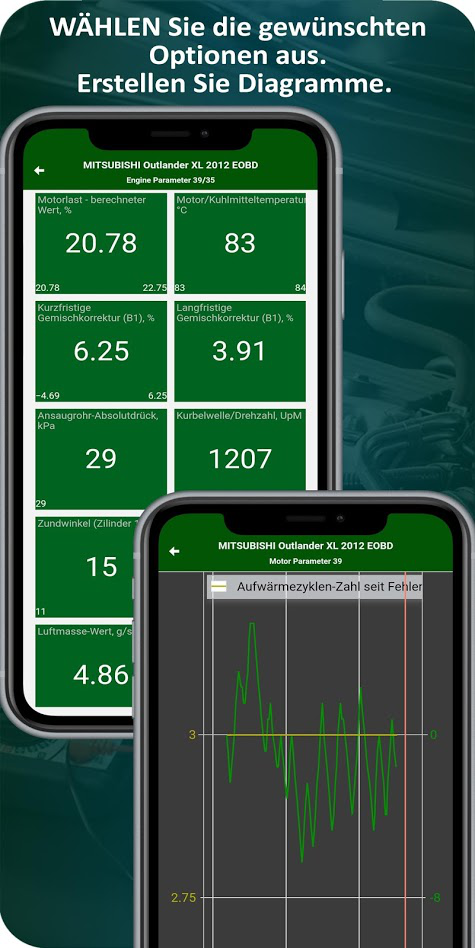 WÄHLEN Sie die gewünschten
Optionen aus.
Erstellen Sie Diagramme.
MITSUBISHI Outlander XL 2012 EOBD
Engine Parameter 39/35
Motorlast - berechneter
Wert, %
20.78
20.78 22.75
Motor/Kuhlmitteltemperatur
°C
83
83 84
Kurzfristige
Gemischkorrektur (B1), %
6.25
−4.69 6.25
Langfristige
Gemischkorrektur (B1), %
3.91
Ansaugrohr-Absolutdrück,
kPa
29
29
Kurbelwelle/Drehzahl, UpM
1207
Zundwinkel (Zilinder 1
15
11
Luftmasse-Wert, g/s
4.86
MITSUBISHI Outlander XL 2012 EOBD
Motor Parameter 39
Aufwärmezyklen-Zahl seit Fehler
3 0
2.75 -8